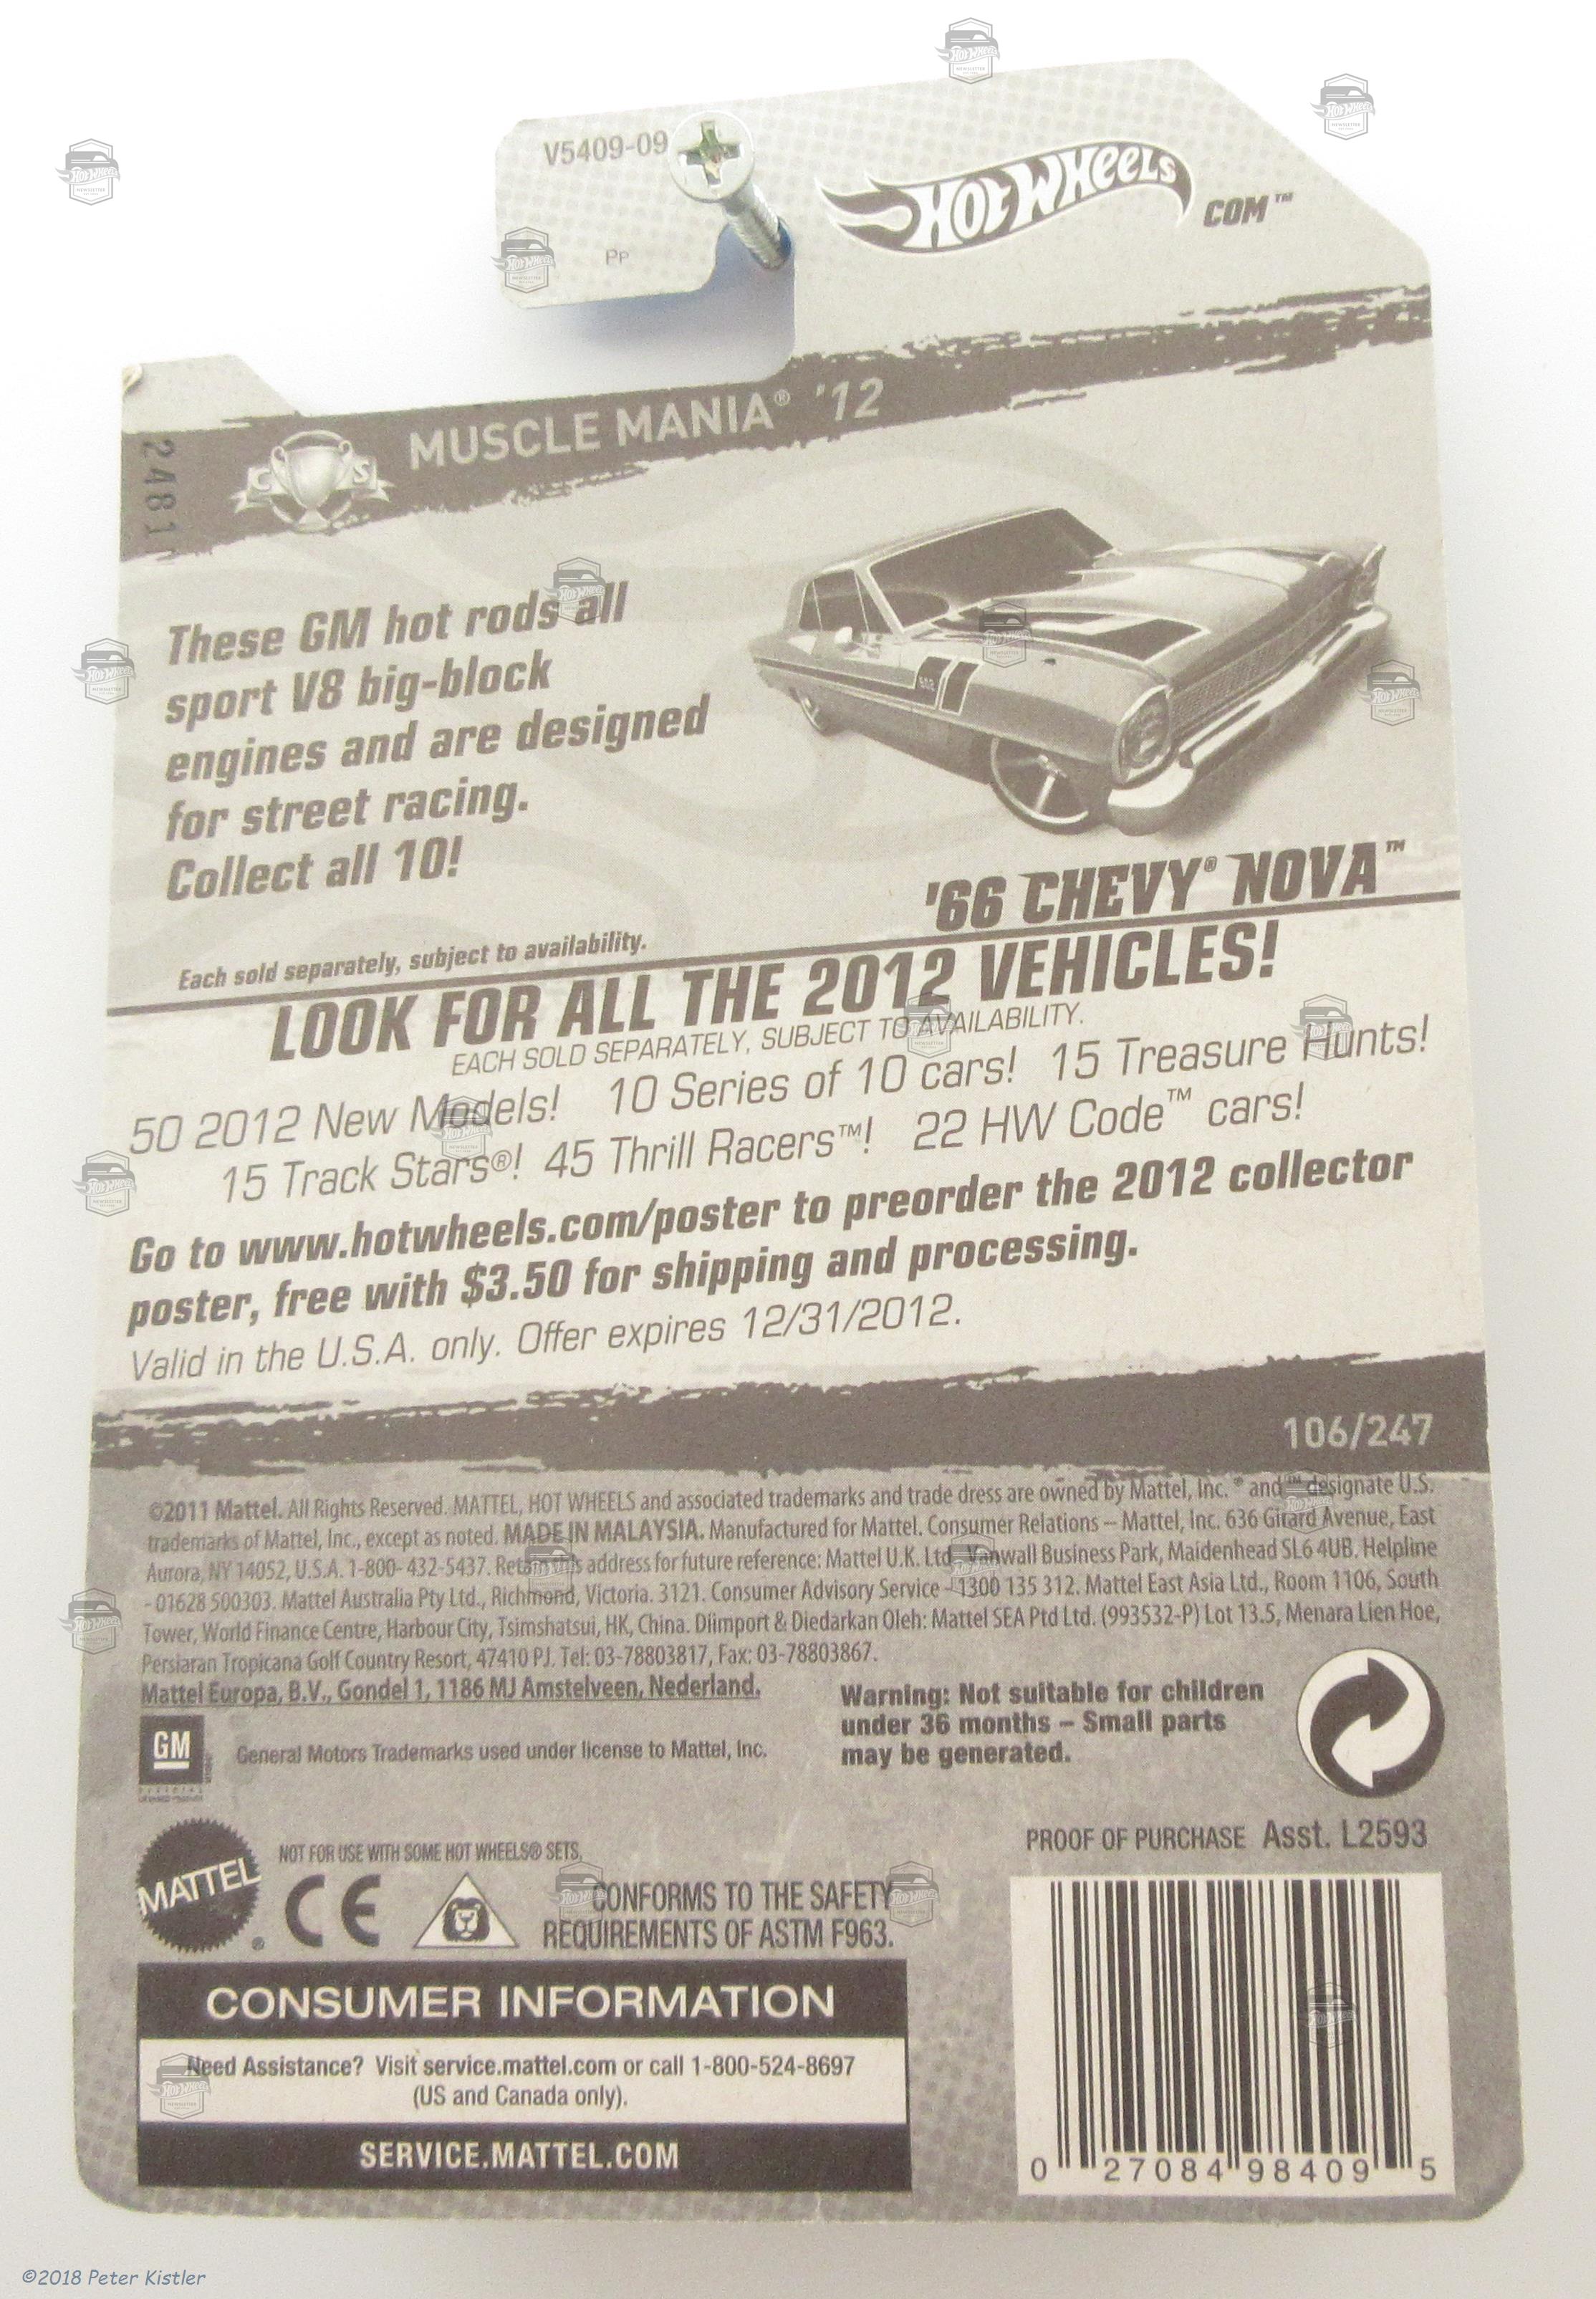 V5409-09
Pp
HOT WHEELS
COM™
MUSCLE MANIA® '12
2481
C S
These GM hot rods all
sport V8 big-block
engines and are designed
for street racing.
Collect all 10!
502
'66 CHEVY® NOVA™
Each sold separately, subject to availability.
LOOK FOR ALL THE 2012 VEHICLES!
EACH SOLD SEPARATELY, SUBJECT TO AVAILABILITY.
50 2012 New Models! 10 Series of 10 cars! 15 Treasure Hunts!
15 Track Stars®! 45 Thrill Racers™! 22 HW Code™ cars!
Go to www.hotwheels.com/poster to preorder the 2012 collector
poster, free with $3.50 for shipping and processing.
Valid in the U.S.A. only. Offer expires 12/31/2012.
106/247
©2011 Mattel. All Rights Reserved. MATTEL, HOT WHEELS and associated trademarks and trade dress are owned by Mattel, Inc. ® and ™ designate U.S.
trademarks of Mattel, Inc., except as noted. MADE IN MALAYSIA. Manufactured for Mattel. Consumer Relations – Mattel, Inc. 636 Girard Avenue, East
Aurora, NY 14052, U.S.A. 1-800- 432-5437. Retain this address for future reference: Mattel U.K. Ltd., Vanwall Business Park, Maidenhead SL6 4UB. Helpline
- 01628 500303. Mattel Australia Pty Ltd., Richmond, Victoria. 3121. Consumer Advisory Service – 1300 135 312. Mattel East Asia Ltd., Room 1106, South
Tower, World Finance Centre, Harbour City, Tsimshatsui, HK, China. Diimport & Diedarkan Oleh: Mattel SEA Ptd Ltd. (993532-P) Lot 13.5, Menara Lien Hoe,
Persiaran Tropicana Golf Country Resort, 47410 PJ. Tel: 03-78803817, Fax: 03-78803867.
Mattel Europa, B.V., Gondel 1, 1186 MJ Amstelveen, Nederland.
Warning: Not suitable for children
under 36 months – Small parts
may be generated.
GM
General Motors Trademarks used under license to Mattel, Inc.
PROOF OF PURCHASE Asst. L2593
MATTEL
NOT FOR USE WITH SOME HOT WHEELS® SETS.
CE
CONFORMS TO THE SAFETY
REQUIREMENTS OF ASTM F963.
CONSUMER INFORMATION
Need Assistance? Visit service.mattel.com or call 1-800-524-8697
(US and Canada only).
SERVICE.MATTEL.COM
0 27084 98409 5
©2018 Peter Kistler